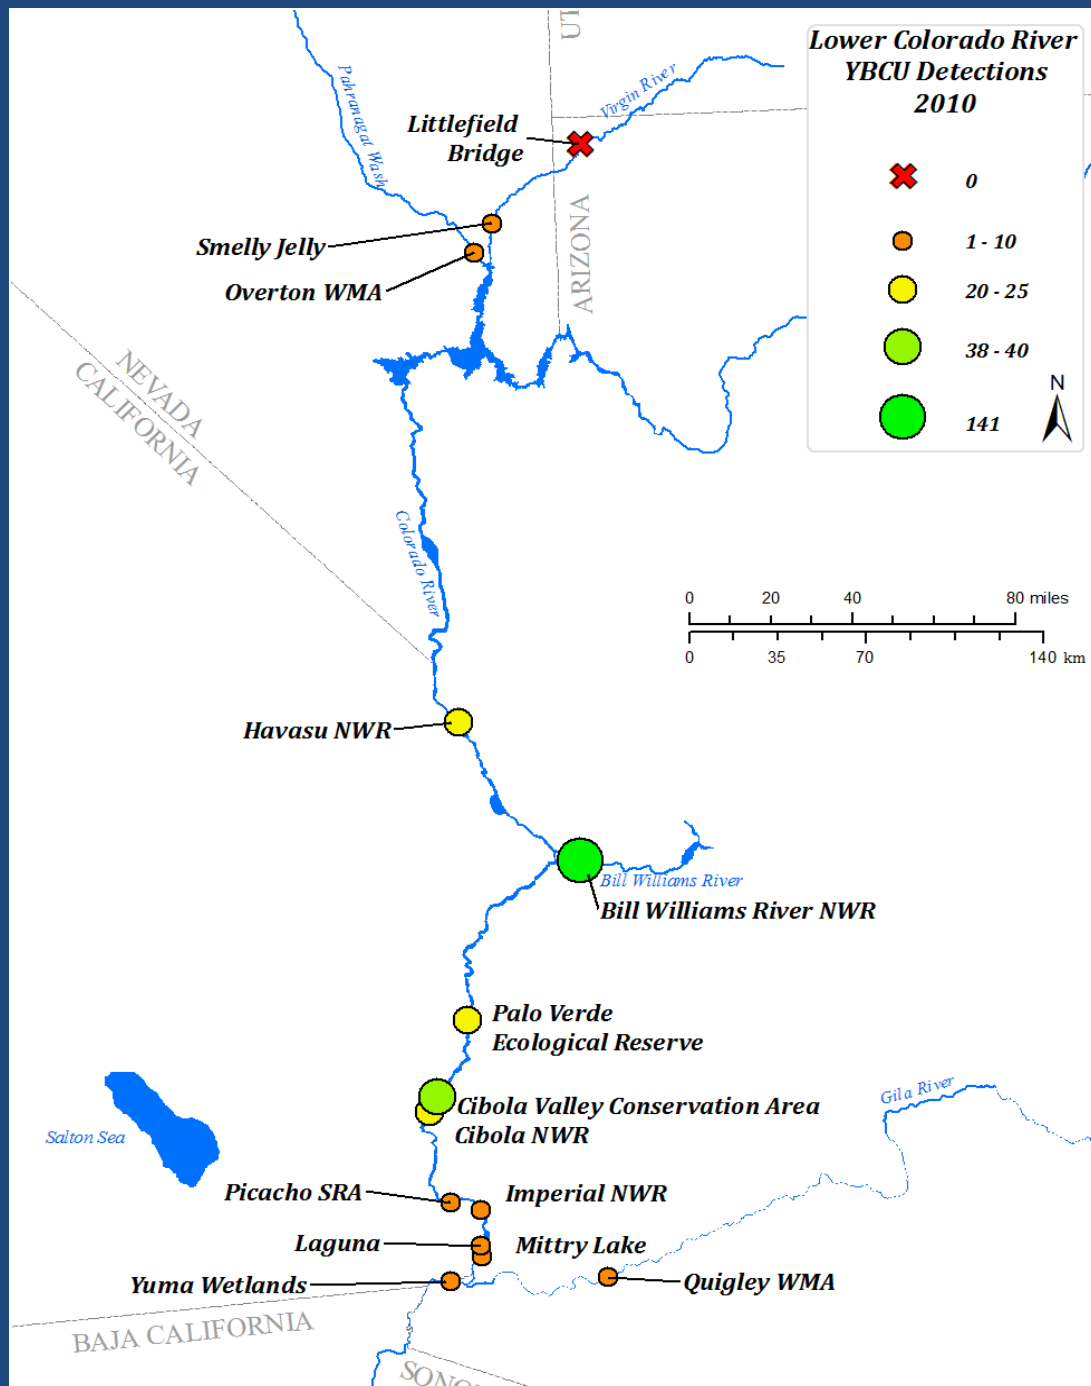 UT
Lower Colorado River
YBCU Detections
2010
0
1 - 10
20 - 25
38 - 40
141
N
Pahranagat Wash
Virgin River
Littlefield
Bridge
ARIZONA
Smelly Jelly
Overton WMA
NEVADA
CALIFORNIA
Colorado River
0 20 40 80 miles
0 35 70 140 km
Havasu NWR
Bill Williams River
Bill Williams River NWR
Palo Verde
Ecological Reserve
Gila River
Cibola Valley Conservation Area
Cibola NWR
Salton Sea
Picacho SRA
Imperial NWR
Laguna
Mittry Lake
Yuma Wetlands
Quigley WMA
BAJA CALIFORNIA
SONO